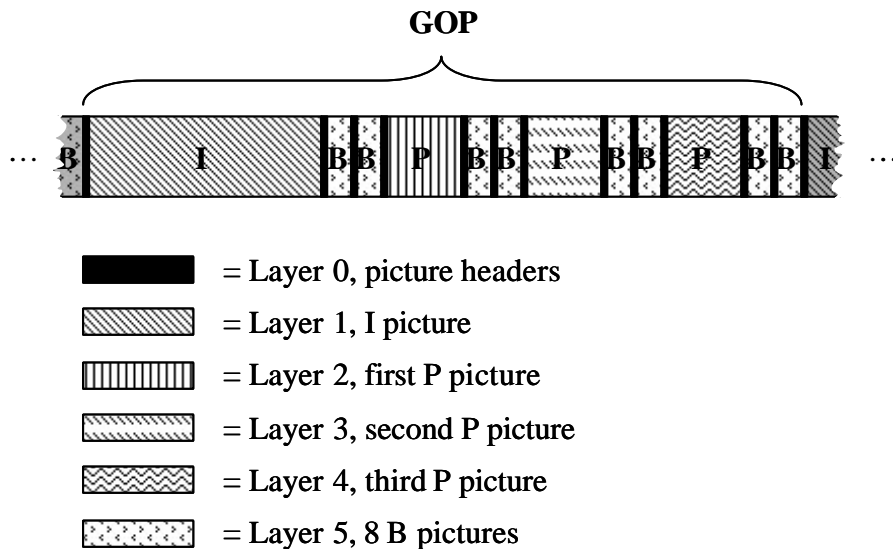 GOP
... B I B B P B B P B B P B B I ...
= Layer 0, picture headers
= Layer 1, I picture
= Layer 2, first P picture
= Layer 3, second P picture
= Layer 4, third P picture
= Layer 5, 8 B pictures